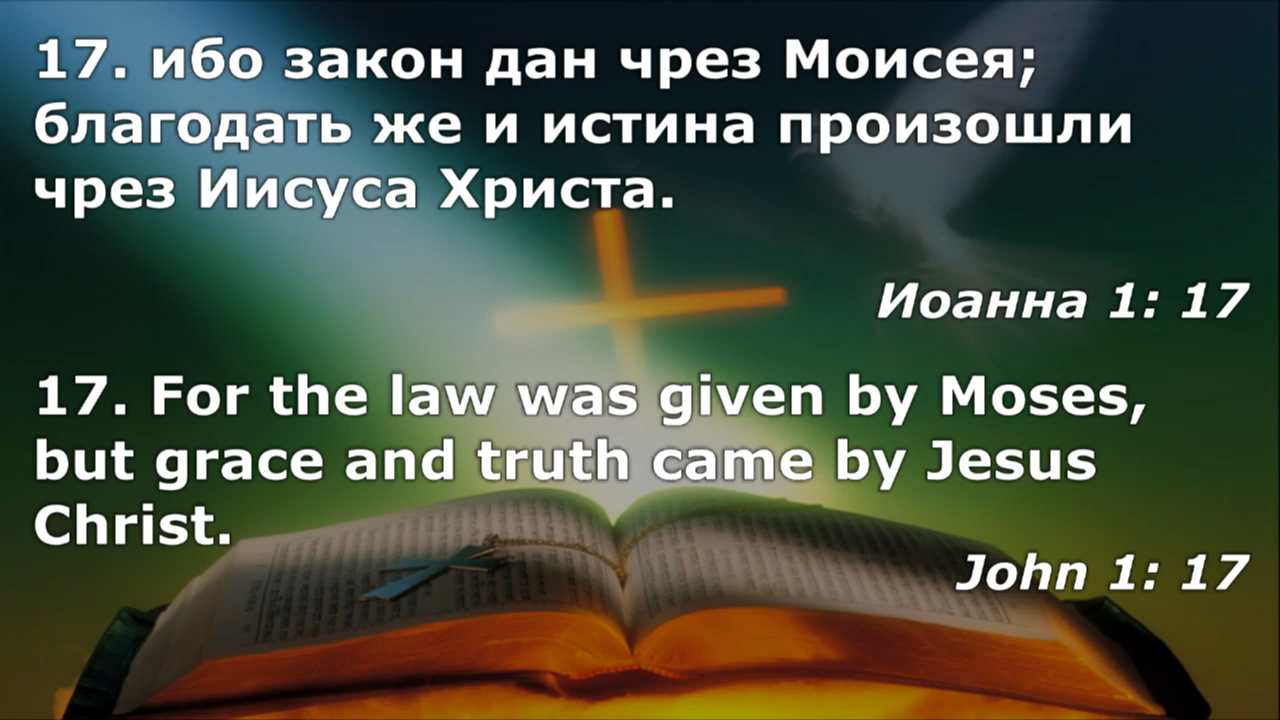 17. ибо закон дан чрез Моисея;
благодать же и истина произошли
чрез Иисуса Христа.
Иоанна 1: 17
17. For the law was given by Moses,
but grace and truth came by Jesus
Christ.
John 1: 17